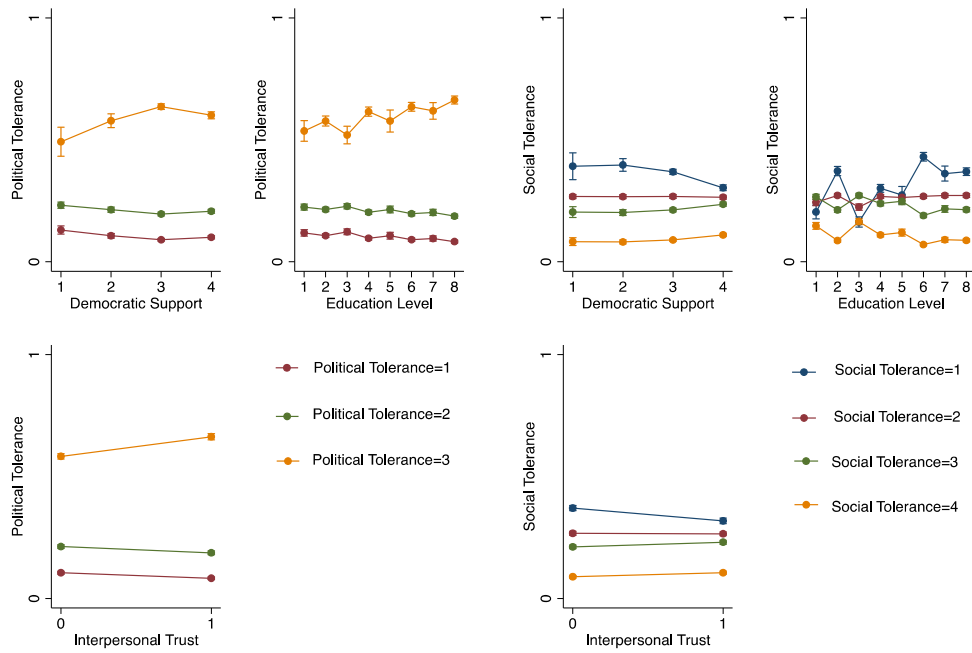 1
0
Political Tolerance
1 2 3 4
Democratic Support
1
0
Political Tolerance
1 2 3 4 5 6 7 8
Education Level
1
0
Social Tolerance
1 2 3 4
Democratic Support
1
0
Social Tolerance
1 2 3 4 5 6 7 8
Education Level
1
0
Political Tolerance
0 1
Interpersonal Trust
Political Tolerance=1
Political Tolerance=2
Political Tolerance=3
1
0
Social Tolerance
0 1
Interpersonal Trust
Social Tolerance=1
Social Tolerance=2
Social Tolerance=3
Social Tolerance=4